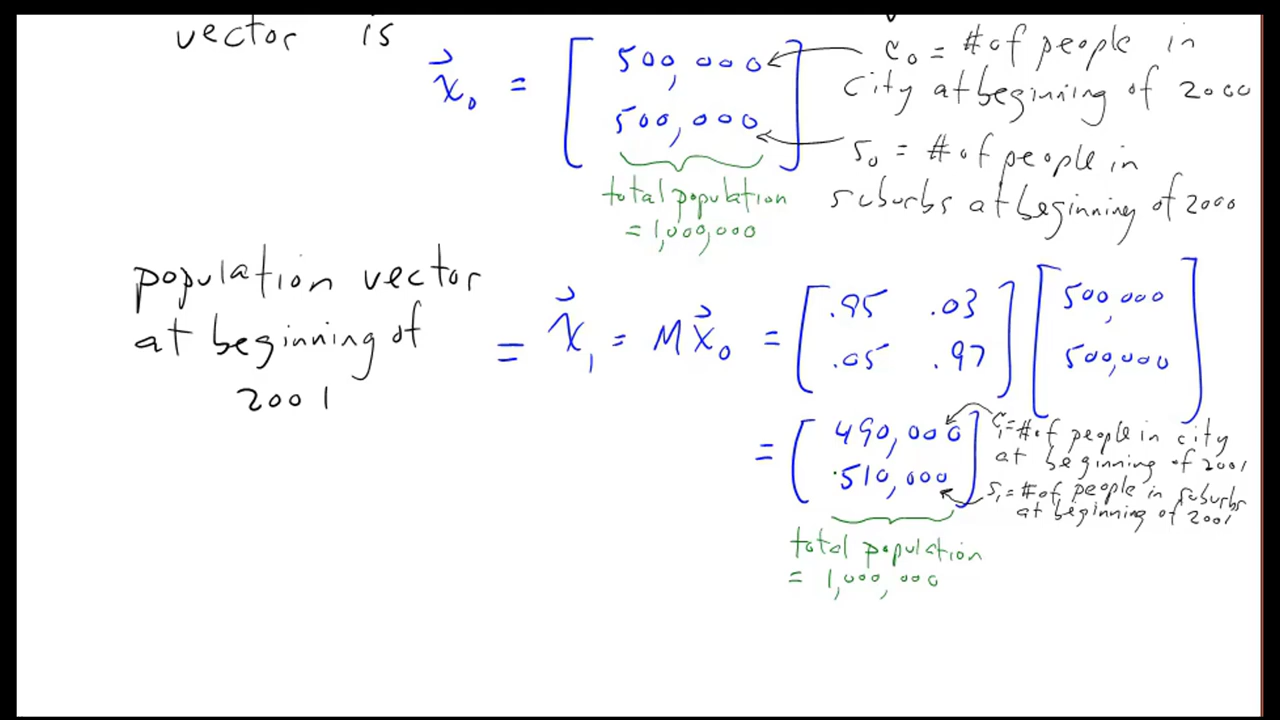 vector is
x⃗₀ = [ 500,000
500,000 ]
c₀ = # of people in
city at beginning of 2000
s₀ = # of people in
suburbs at beginning of 2000
total population
= 1,000,000
population vector
at beginning of
2001
= x⃗₁ = Mx⃗₀ = [ .95 .03
.05 .97 ] [ 500,000
500,000 ]
= [ 490,000
510,000 ]
c₁ = # of people in city
at beginning of 2001
s₁ = # of people in suburbs
at beginning of 2001
total population
= 1,000,000